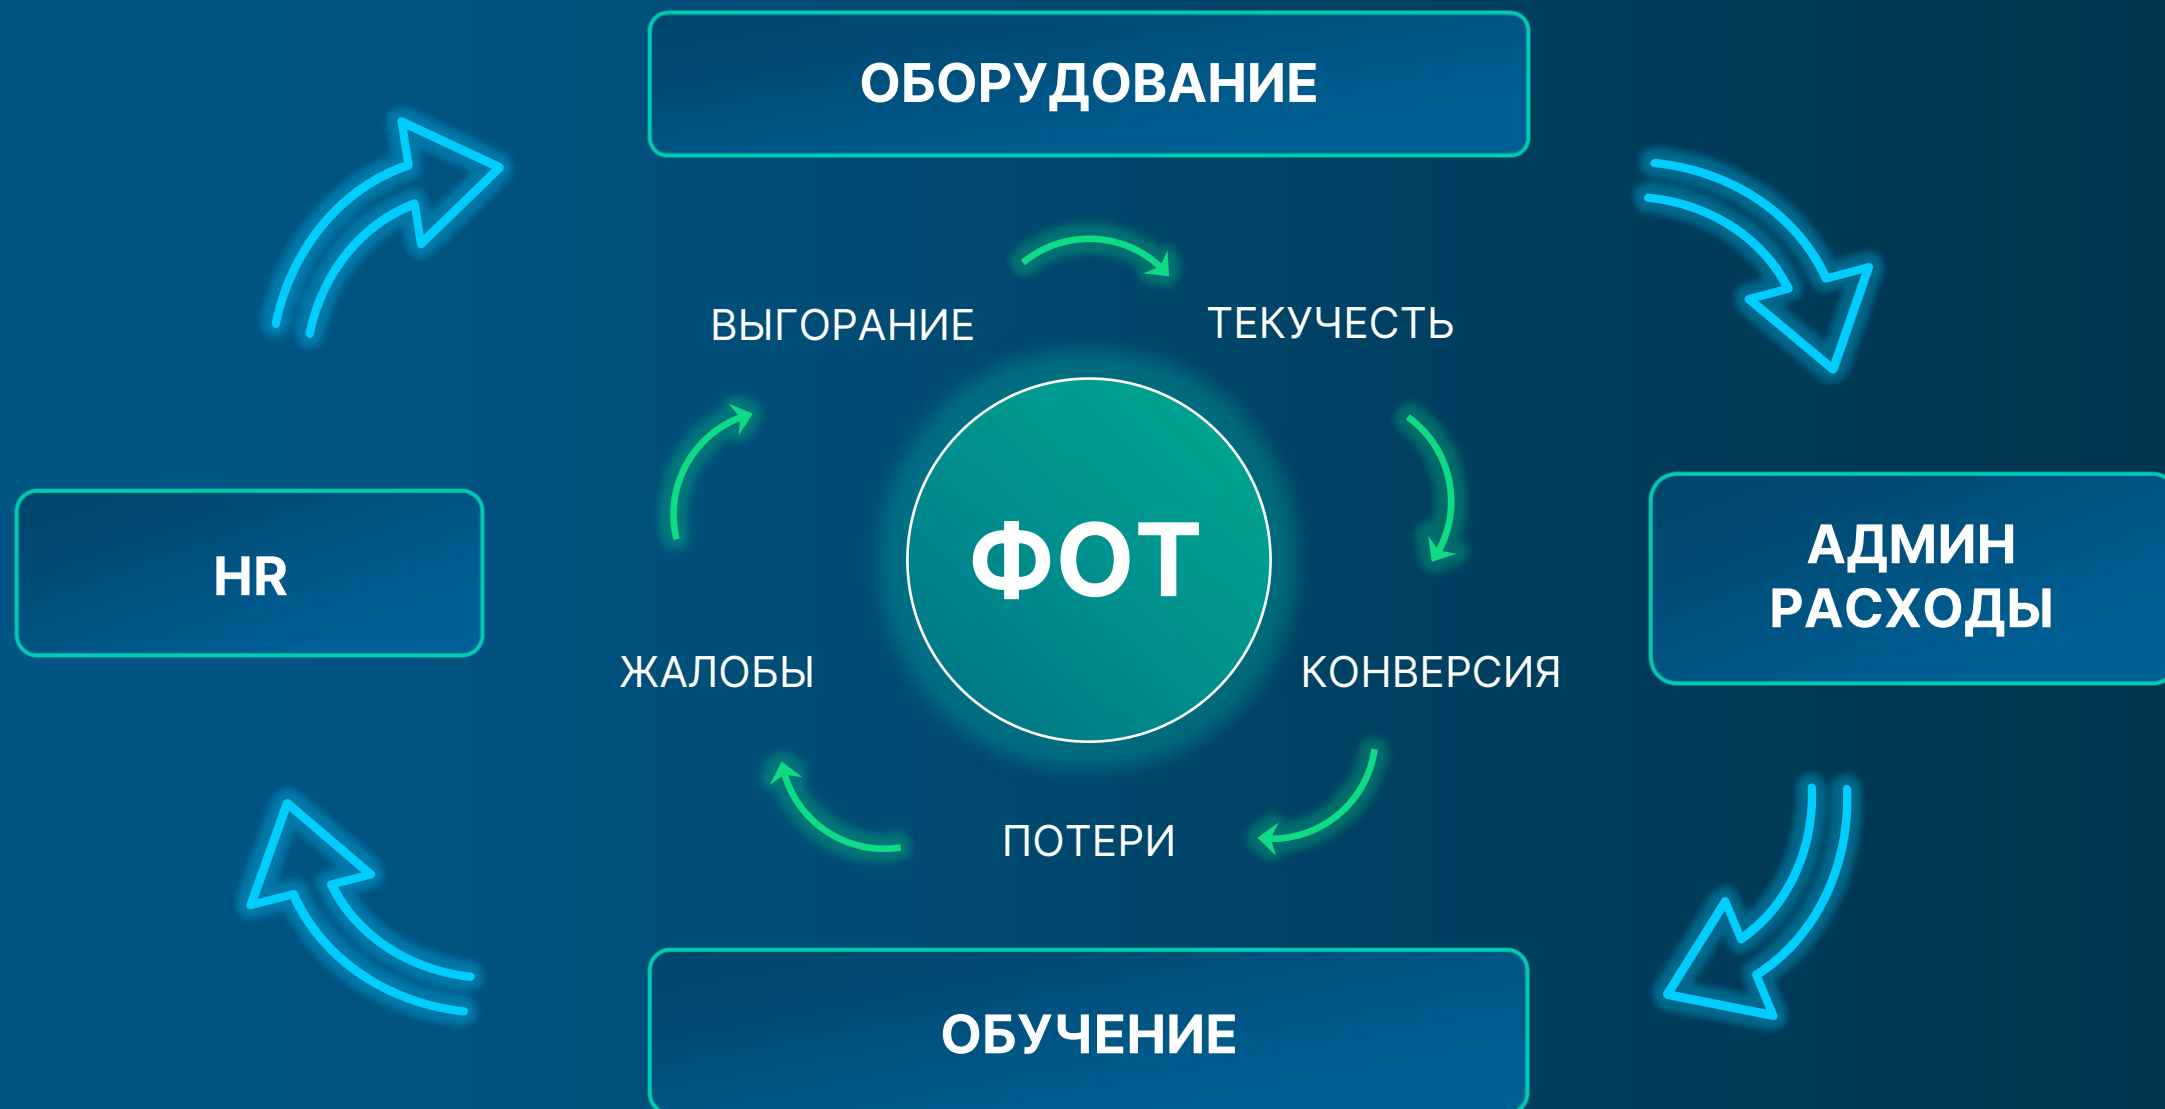 ОБОРУДОВАНИЕ
ВЫГОРАНИЕ
ТЕКУЧЕСТЬ
HR
ФОТ
АДМИН
РАСХОДЫ
ЖАЛОБЫ
КОНВЕРСИЯ
ПОТЕРИ
ОБУЧЕНИЕ